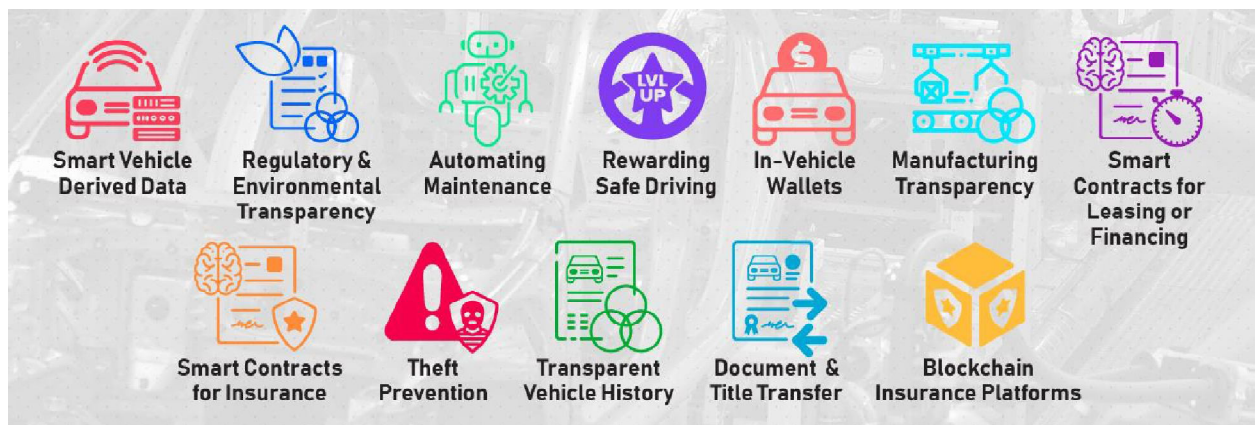 LVL
UP
$
Smart Vehicle
Derived Data
Regulatory &
Environmental
Transparency
Automating
Maintenance
Rewarding
Safe Driving
In-Vehicle
Wallets
Manufacturing
Transparency
Smart
Contracts for
Leasing or
Financing
Smart Contracts
for Insurance
Theft
Prevention
Transparent
Vehicle History
Document &
Title Transfer
Blockchain
Insurance Platforms